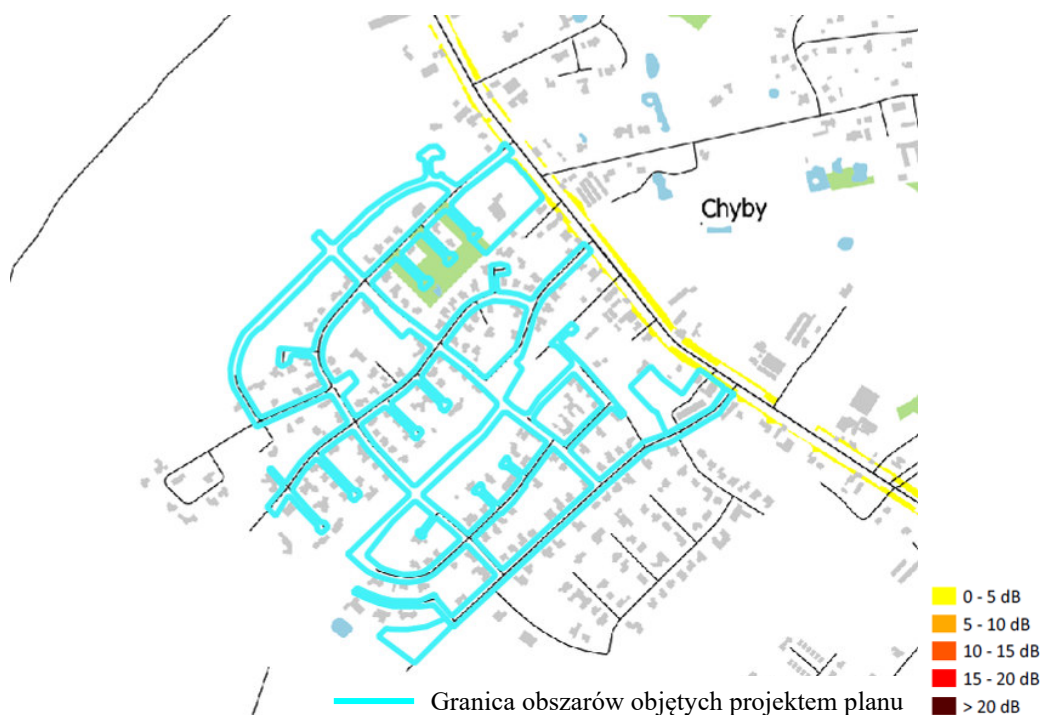 Chyby
0 - 5 dB
5 - 10 dB
10 - 15 dB
15 - 20 dB
> 20 dB
Granica obszarów objętych projektem planu